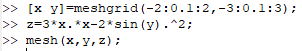 >> [x y]=meshgrid(-2:0.1:2,-3:0.1:3);
>> z=3*x.*x-2*sin(y).^2;
>> mesh(x,y,z);